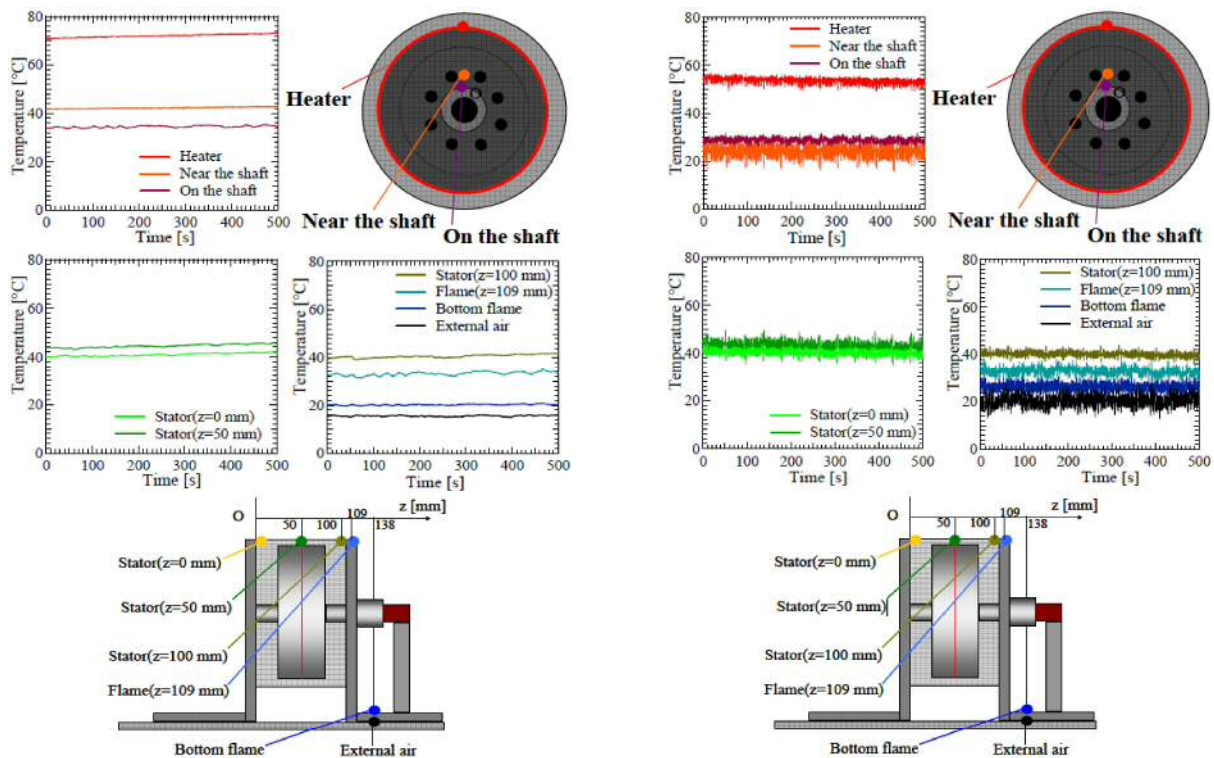 80
60
40
20
0
Temperature [°C]
Heater
Near the shaft
On the shaft
0 100 200 300 400 500
Time [s]
Heater
O
Near the shaft
On the shaft
80
60
40
20
0
Temperature [°C]
Heater
Near the shaft
On the shaft
0 100 200 300 400 500
Time [s]
Heater
O
Near the shaft
On the shaft
80
60
40
20
0
Temperature [°C]
Stator(z=0 mm)
Stator(z=50 mm)
0 100 200 300 400 500
Time [s]
80
60
40
20
0
Temperature [°C]
Stator(z=100 mm)
Flame(z=109 mm)
Bottom flame
External air
0 100 200 300 400 500
Time [s]
80
60
40
20
0
Temperature [°C]
Stator(z=0 mm)
Stator(z=50 mm)
0 100 200 300 400 500
Time [s]
80
60
40
20
0
Temperature [°C]
Stator(z=100 mm)
Flame(z=109 mm)
Bottom flame
External air
0 100 200 300 400 500
Time [s]
O
z [mm]
50 100 109 138
Stator(z=0 mm)
Stator(z=50 mm)
Stator(z=100 mm)
Flame(z=109 mm)
Bottom flame
External air
O
z [mm]
50 100 109 138
Stator(z=0 mm)
Stator(z=50 mm)
Stator(z=100 mm)
Flame(z=109 mm)
Bottom flame
External air